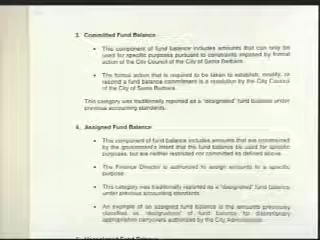 3. Committed Fund Balance
• This component of fund balance includes amounts that can only be
used for specific purposes pursuant to constraints imposed by formal
action of the City Council of the City of Santa Barbara.
• The formal action that is required to be taken to establish, modify, or
rescind a fund balance commitment is a resolution by the City Council
of the City of Santa Barbara.
This category was traditionally reported as a "designated" fund balance under
previous accounting standards.
4. Assigned Fund Balance
• This component of fund balance includes amounts that are constrained
by the government's intent that the fund balance be used for specific
purposes, but are neither restricted nor committed as defined above.
• The Finance Director is authorized to assign amounts to a specific
purpose.
• This category was traditionally reported as a "designated" fund balance
under previous accounting standards.
• An example of an assigned fund balance is the amounts previously
classified as "designations" of fund balance for discretionary
appropriation carryovers authorized by the City Administrator.
Fund Balance